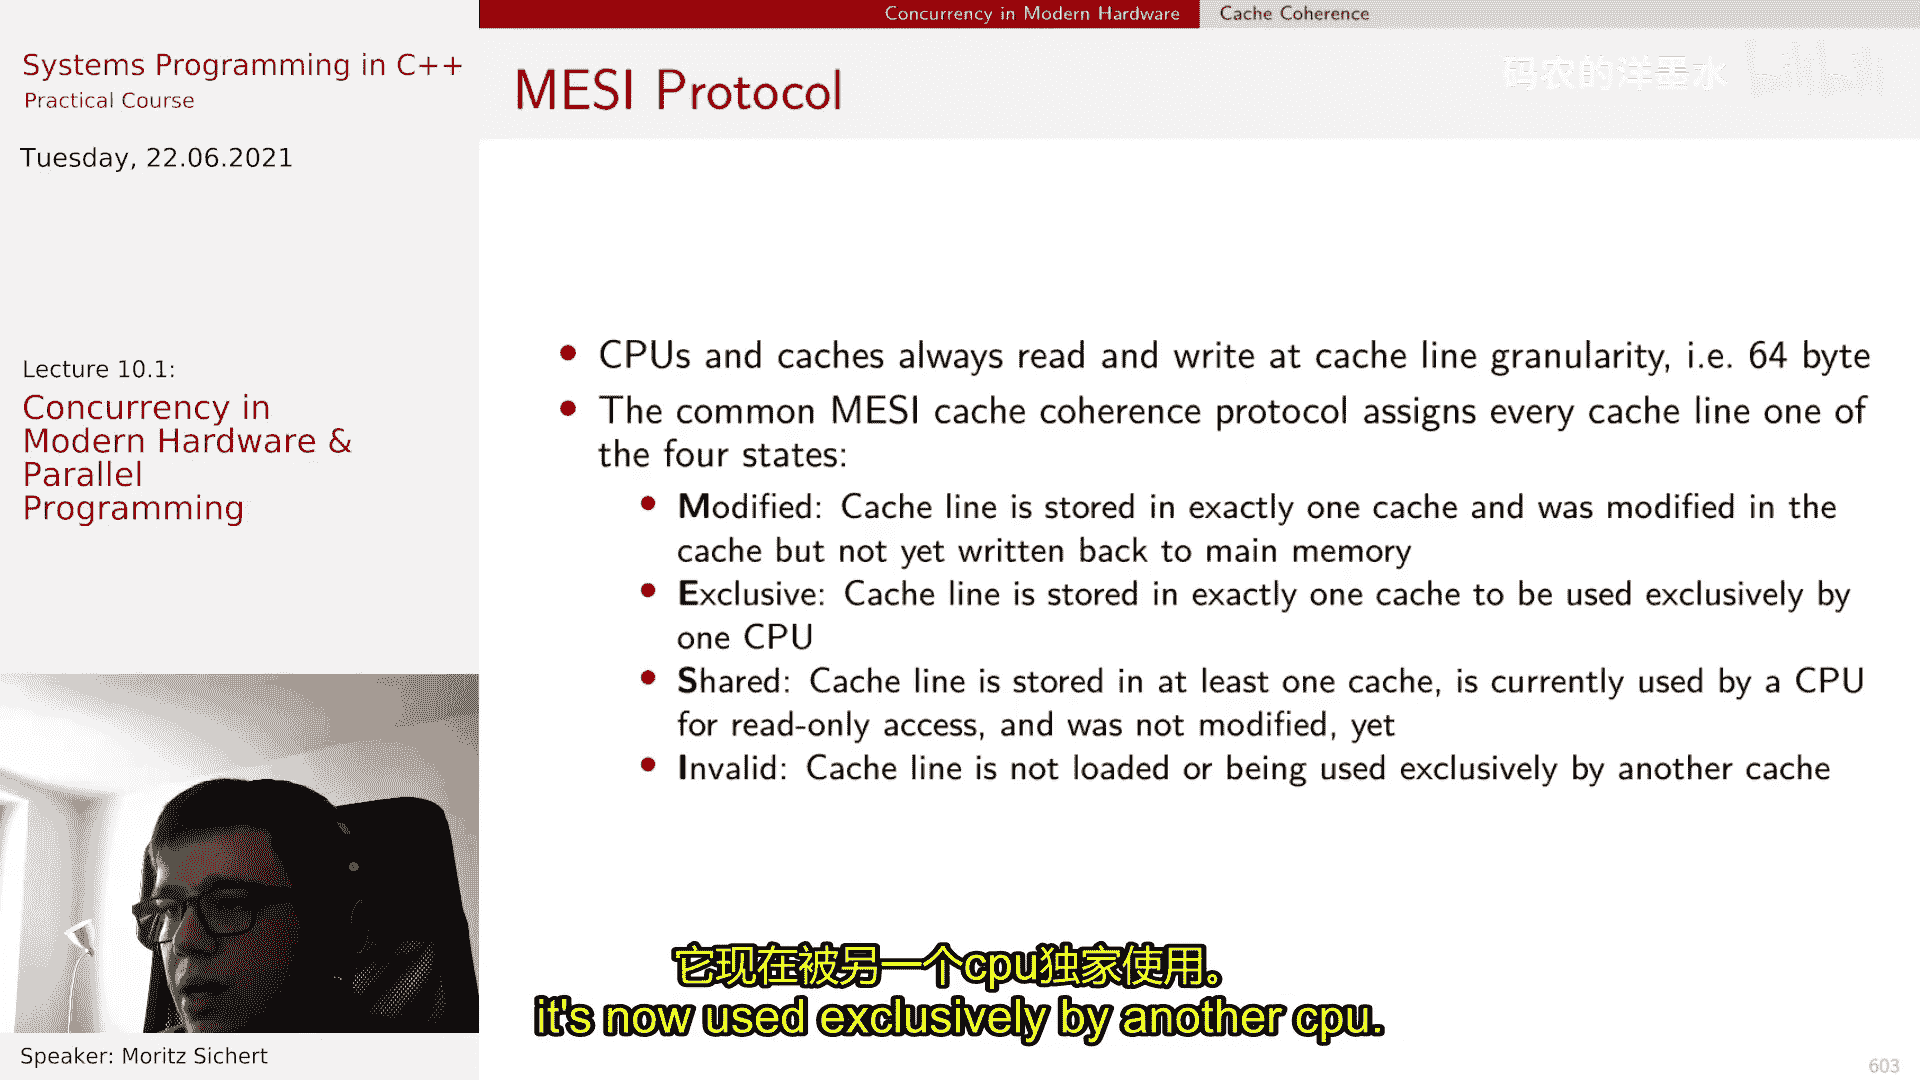 Concurrency in Modern Hardware
Cache Coherence
Systems Programming in C++
Practical Course
Tuesday, 22.06.2021
Lecture 10.1:
Concurrency in
Modern Hardware &
Parallel
Programming
Speaker: Moritz Sichert
MESI Protocol
码农的洋墨水
• CPUs and caches always read and write at cache line granularity, i.e. 64 byte
• The common MESI cache coherence protocol assigns every cache line one of
the four states:
• Modified: Cache line is stored in exactly one cache and was modified in the
cache but not yet written back to main memory
• Exclusive: Cache line is stored in exactly one cache to be used exclusively by
one CPU
• Shared: Cache line is stored in at least one cache, is currently used by a CPU
for read-only access, and was not modified, yet
• Invalid: Cache line is not loaded or being used exclusively by another cache
它现在被另一个cpu独家使用。
it's now used exclusively by another cpu.
603